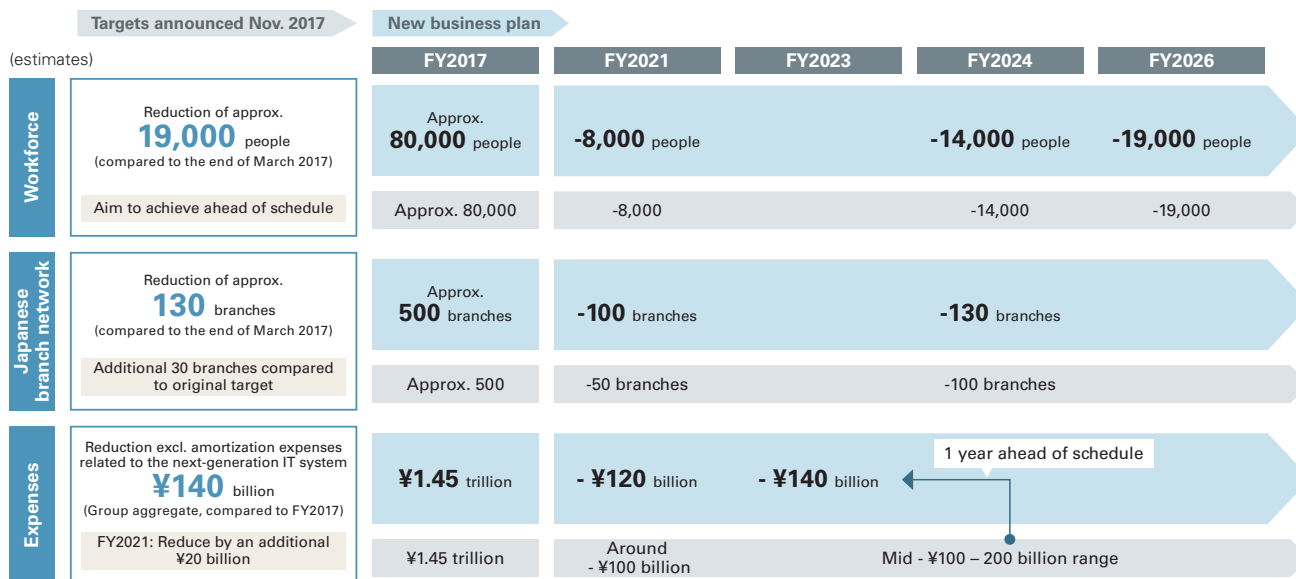 Targets announced Nov. 2017
New business plan
(estimates)
FY2017
FY2021
FY2023
FY2024
FY2026
Workforce
Reduction of approx.
19,000 people
(compared to the end of March 2017)
Aim to achieve ahead of schedule
Approx.
80,000 people
-8,000 people
-14,000 people
-19,000 people
Approx. 80,000
-8,000
-14,000
-19,000
Japanese
branch network
Reduction of approx.
130 branches
(compared to the end of March 2017)
Additional 30 branches compared
to original target
Approx.
500 branches
-100 branches
-130 branches
Approx. 500
-50 branches
-100 branches
Expenses
Reduction excl. amortization expenses
related to the next-generation IT system
¥140 billion
(Group aggregate, compared to FY2017)
FY2021: Reduce by an additional
¥20 billion
¥1.45 trillion
- ¥120 billion
- ¥140 billion
1 year ahead of schedule
¥1.45 trillion
Around
- ¥100 billion
Mid - ¥100 – 200 billion range